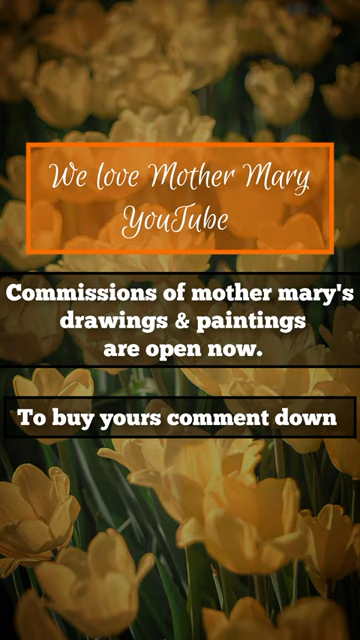 We love Mother Mary
YouTube
Commissions of mother mary's
drawings & paintings
are open now.
To buy yours comment down